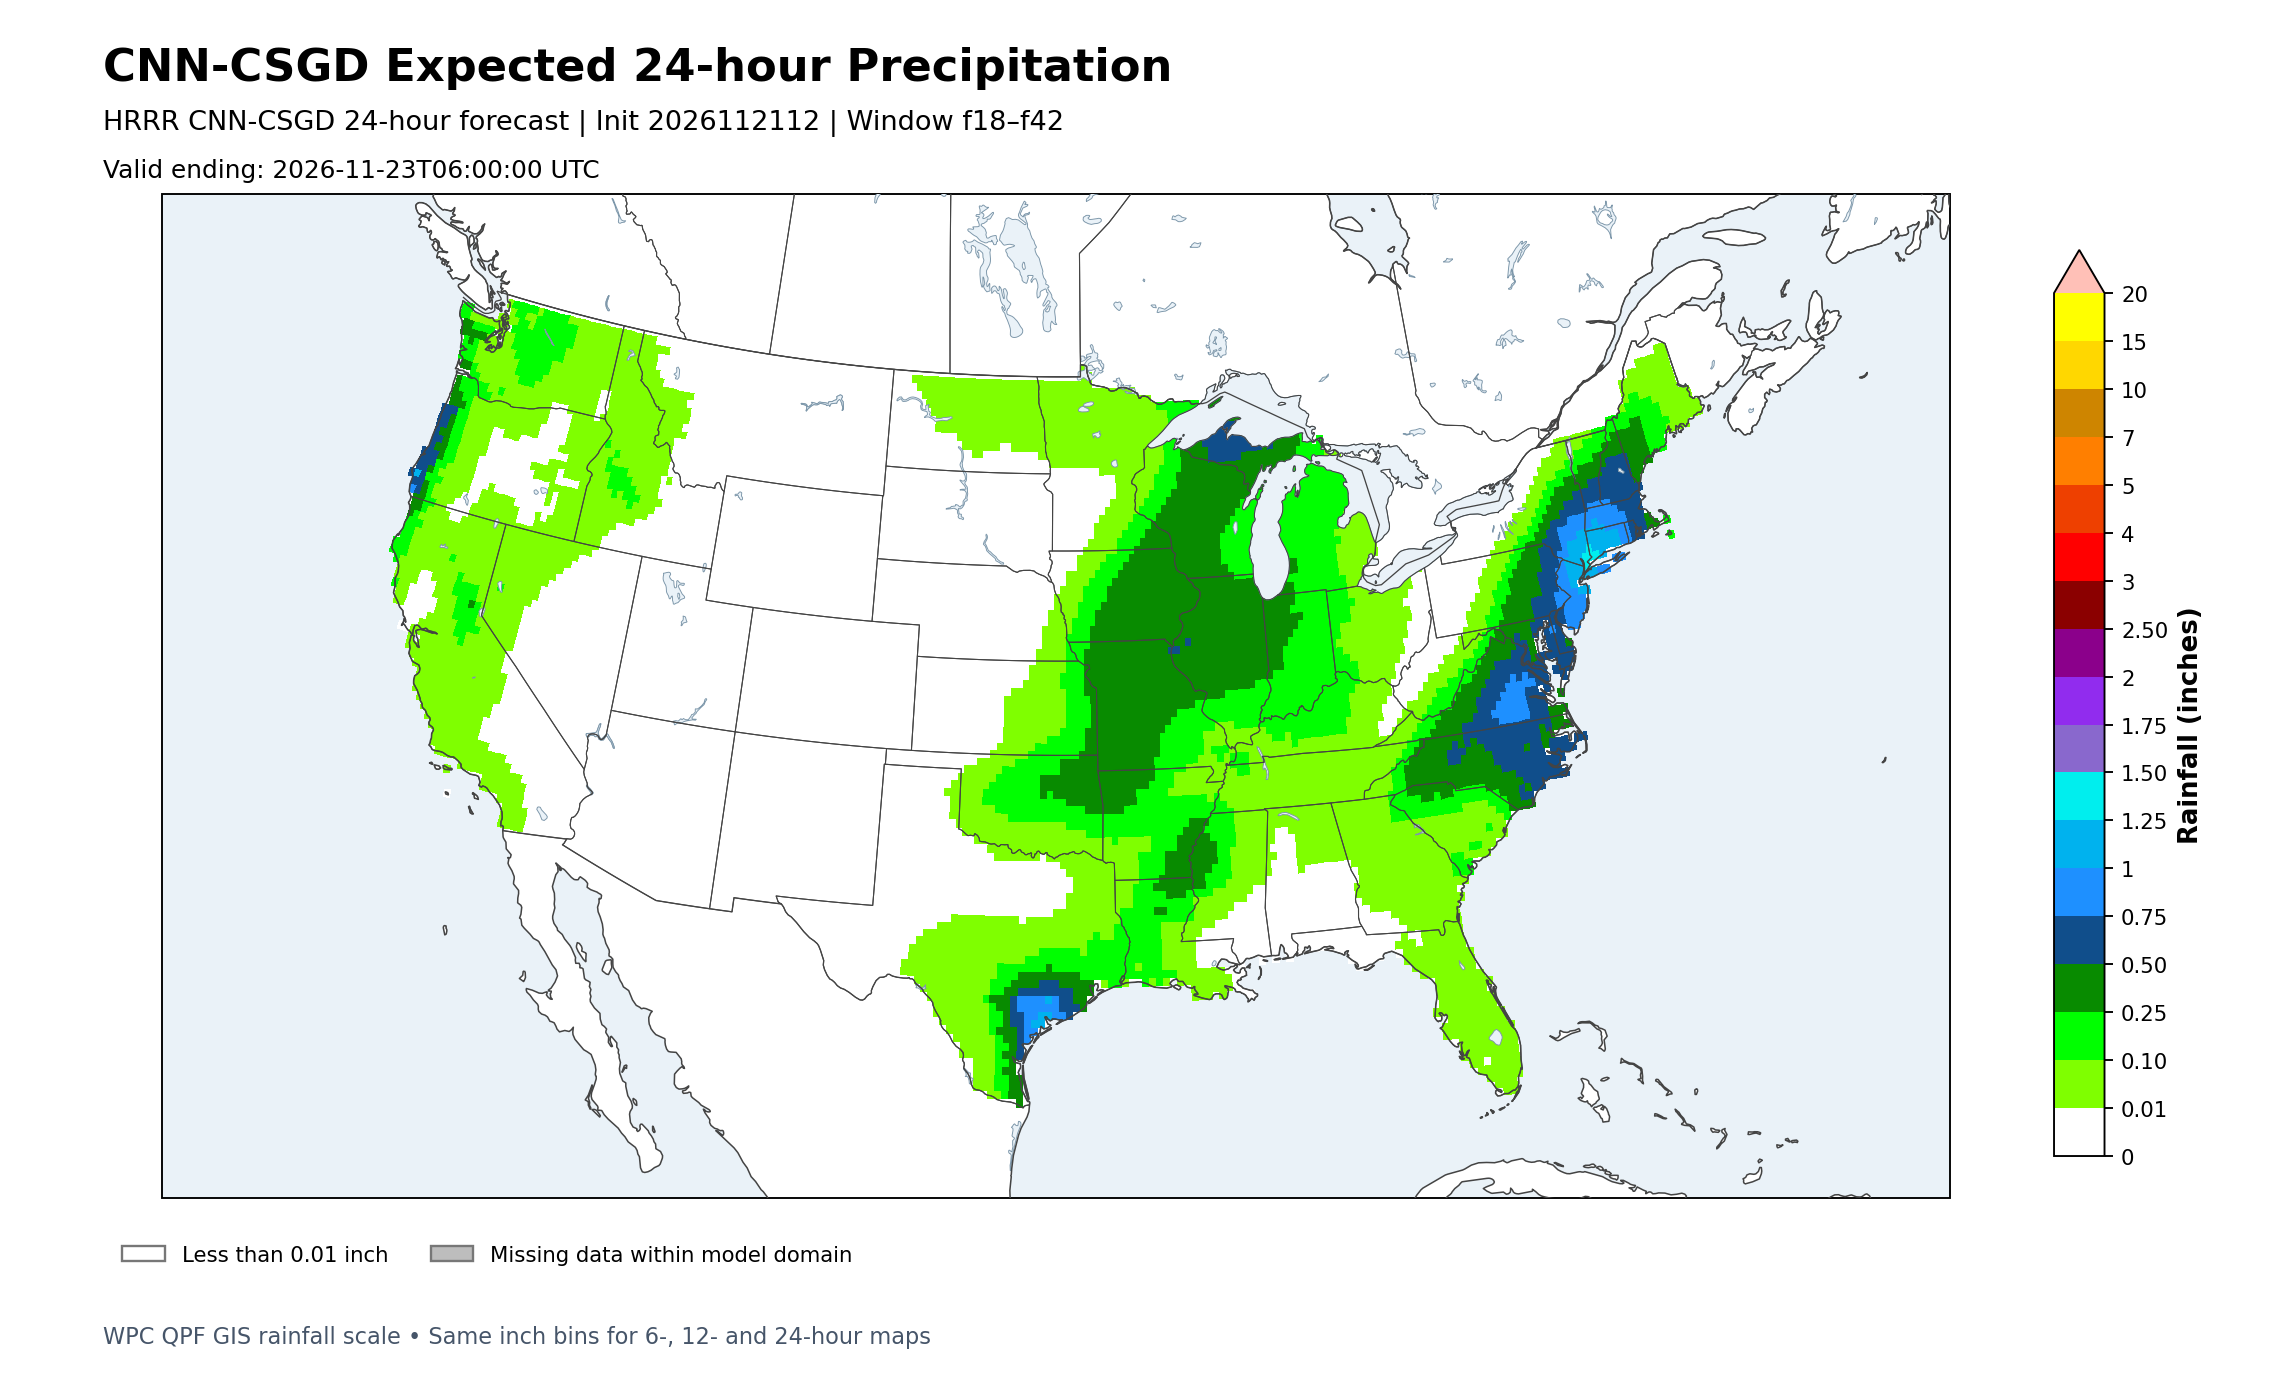 CNN-CSGD Expected 24-hour Precipitation
HRRR CNN-CSGD 24-hour forecast | Init 2026112112 | Window f18–f42
Valid ending: 2026-11-23T06:00:00 UTC
20
15
10
7
5
4
3
2.50
2
1.75
1.50
1.25
1
0.75
0.50
0.25
0.10
0.01
0
Rainfall (inches)
Less than 0.01 inch
Missing data within model domain
WPC QPF GIS rainfall scale • Same inch bins for 6-, 12- and 24-hour maps